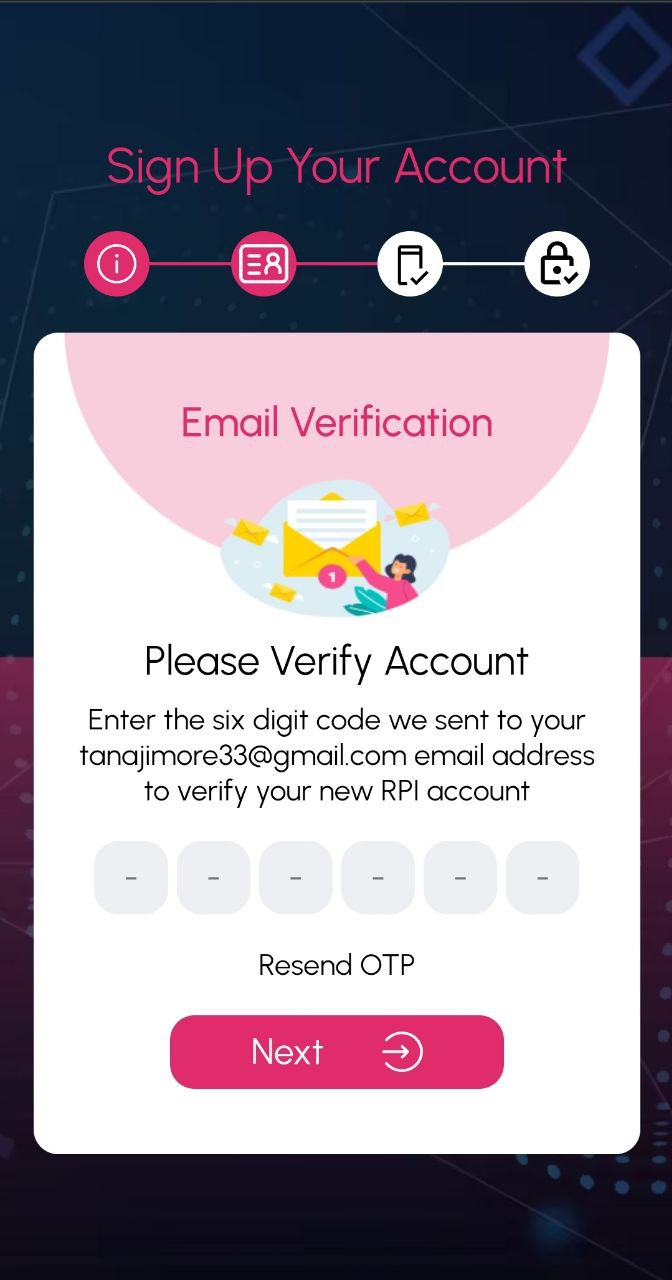 Sign Up Your Account
Email Verification
1
Please Verify Account
Enter the six digit code we sent to your
tanajimore33@gmail.com email address
to verify your new RPI account
- - - - - -
Resend OTP
Next